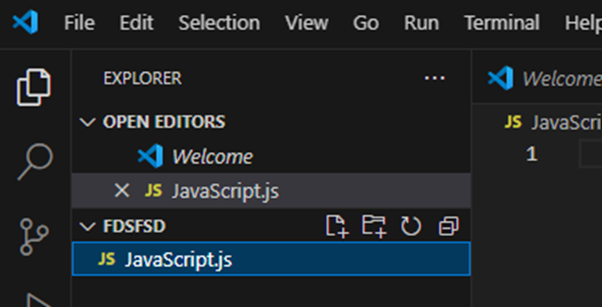 File Edit Selection View Go Run Terminal Help
EXPLORER
Welcome
OPEN EDITORS
JS JavaScri
Welcome
1
JS JavaScript.js
FDSFSD
JS JavaScript.js